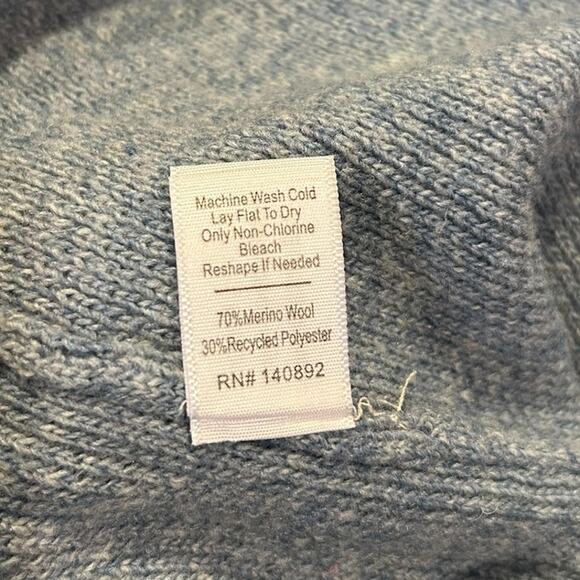 Machine Wash Cold
Lay Flat To Dry
Only Non-Chlorine
Bleach
Reshape If Needed
70%Merino Wool
30%Recycled Polyester
RN# 140892